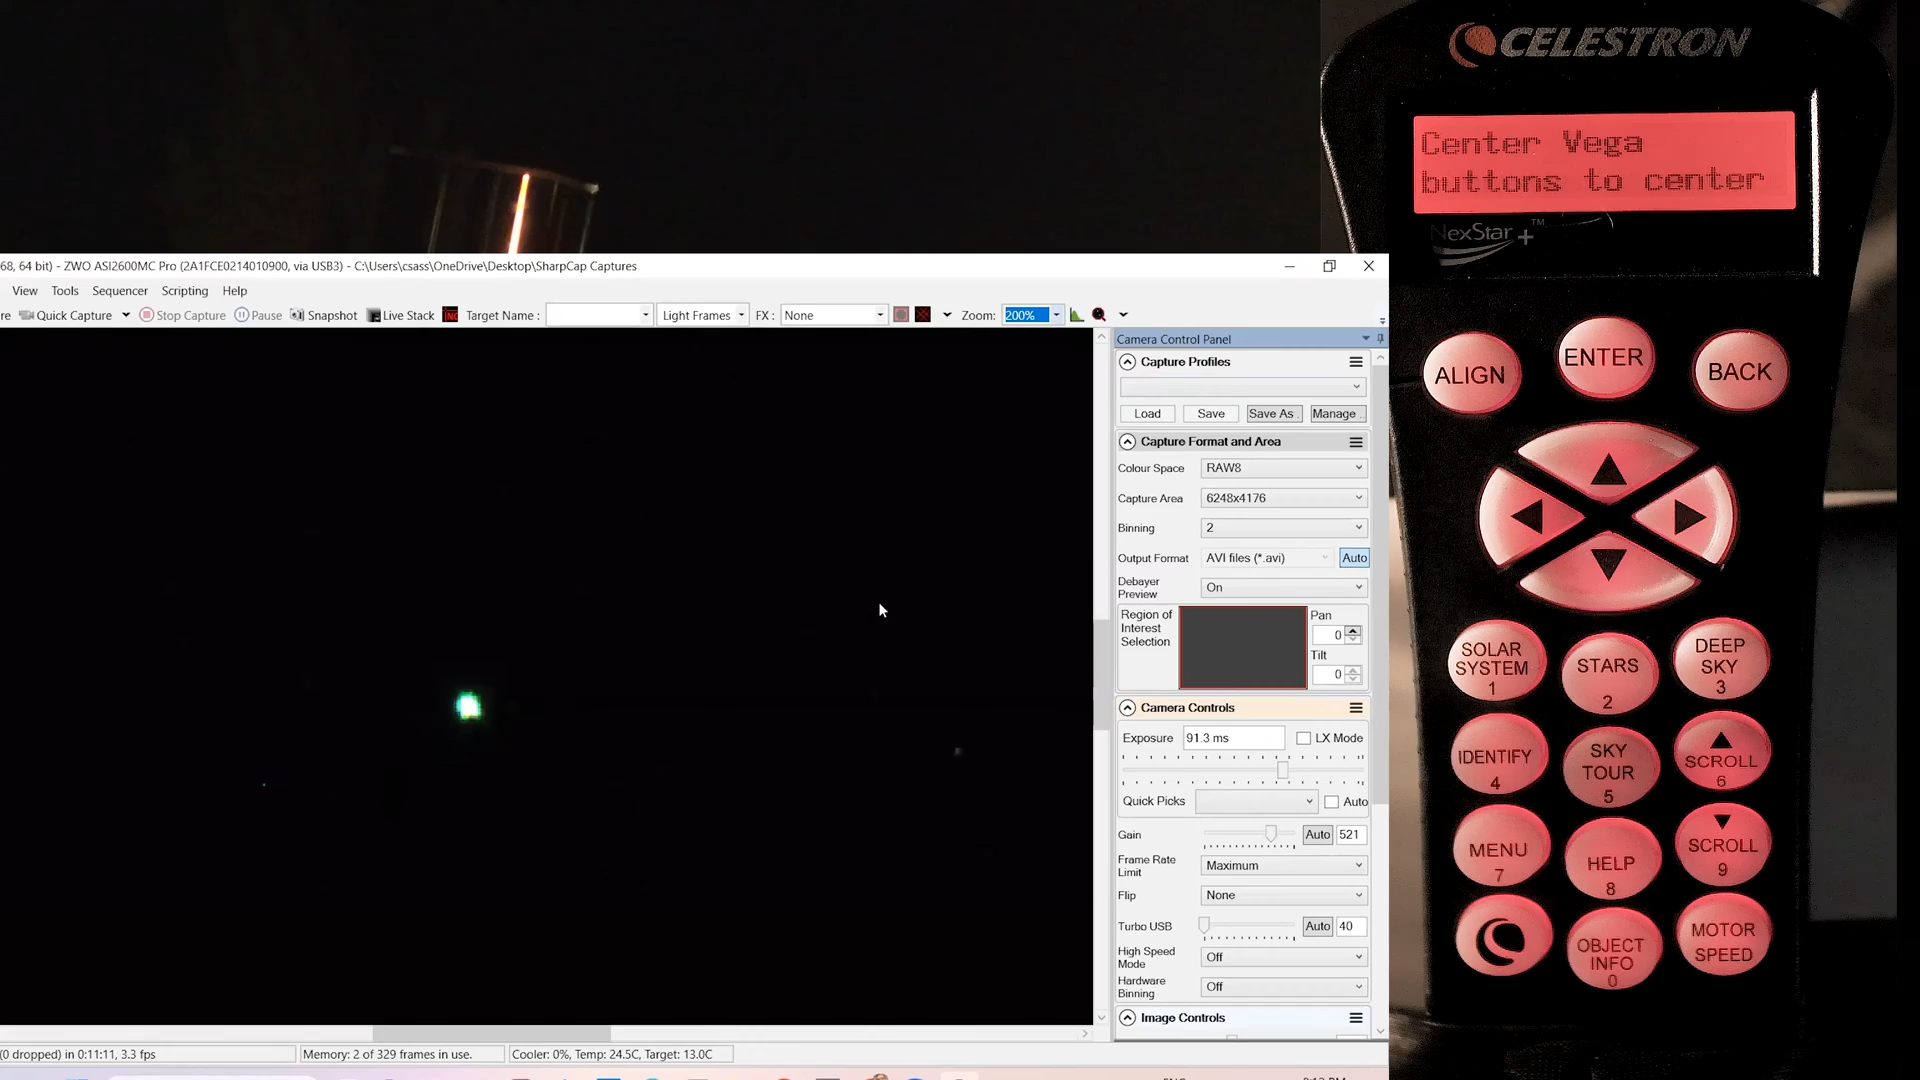 CELESTRON
Center Vega
buttons to center
NexStar+™
68, 64 bit) - ZWO ASI2600MC Pro (2A1FCE0214010900, via USB3) - C:\Users\csass\OneDrive\Desktop\SharpCap Captures
View Tools Sequencer Scripting Help
re Quick Capture Stop Capture Pause Snapshot Live Stack Target Name : Light Frames FX : None Zoom: 200%
Camera Control Panel
Capture Profiles
Load Save Save As . Manage ..
Capture Format and Area
Colour Space RAW8
Capture Area 6248x4176
Binning 2
Output Format AVI files (*.avi) Auto
Debayer
Preview
On
Region of
Interest
Selection
Pan
0
Tilt
0
Camera Controls
Exposure 91.3 ms LX Mode
Quick Picks Auto
Gain Auto 521
Frame Rate
Limit
Maximum
Flip None
Turbo USB Auto 40
High Speed
Mode
Off
Hardware
Binning
Off
Image Controls
(0 dropped) in 0:11:11, 3.3 fps Memory: 2 of 329 frames in use. Cooler: 0%, Temp: 24.5C, Target: 13.0C
ALIGN ENTER BACK
SOLAR
SYSTEM
1
STARS
2
DEEP
SKY
3
IDENTIFY
4
SKY
TOUR
5
SCROLL
6
MENU
7
HELP
8
SCROLL
9
OBJECT
INFO
0
MOTOR
SPEED